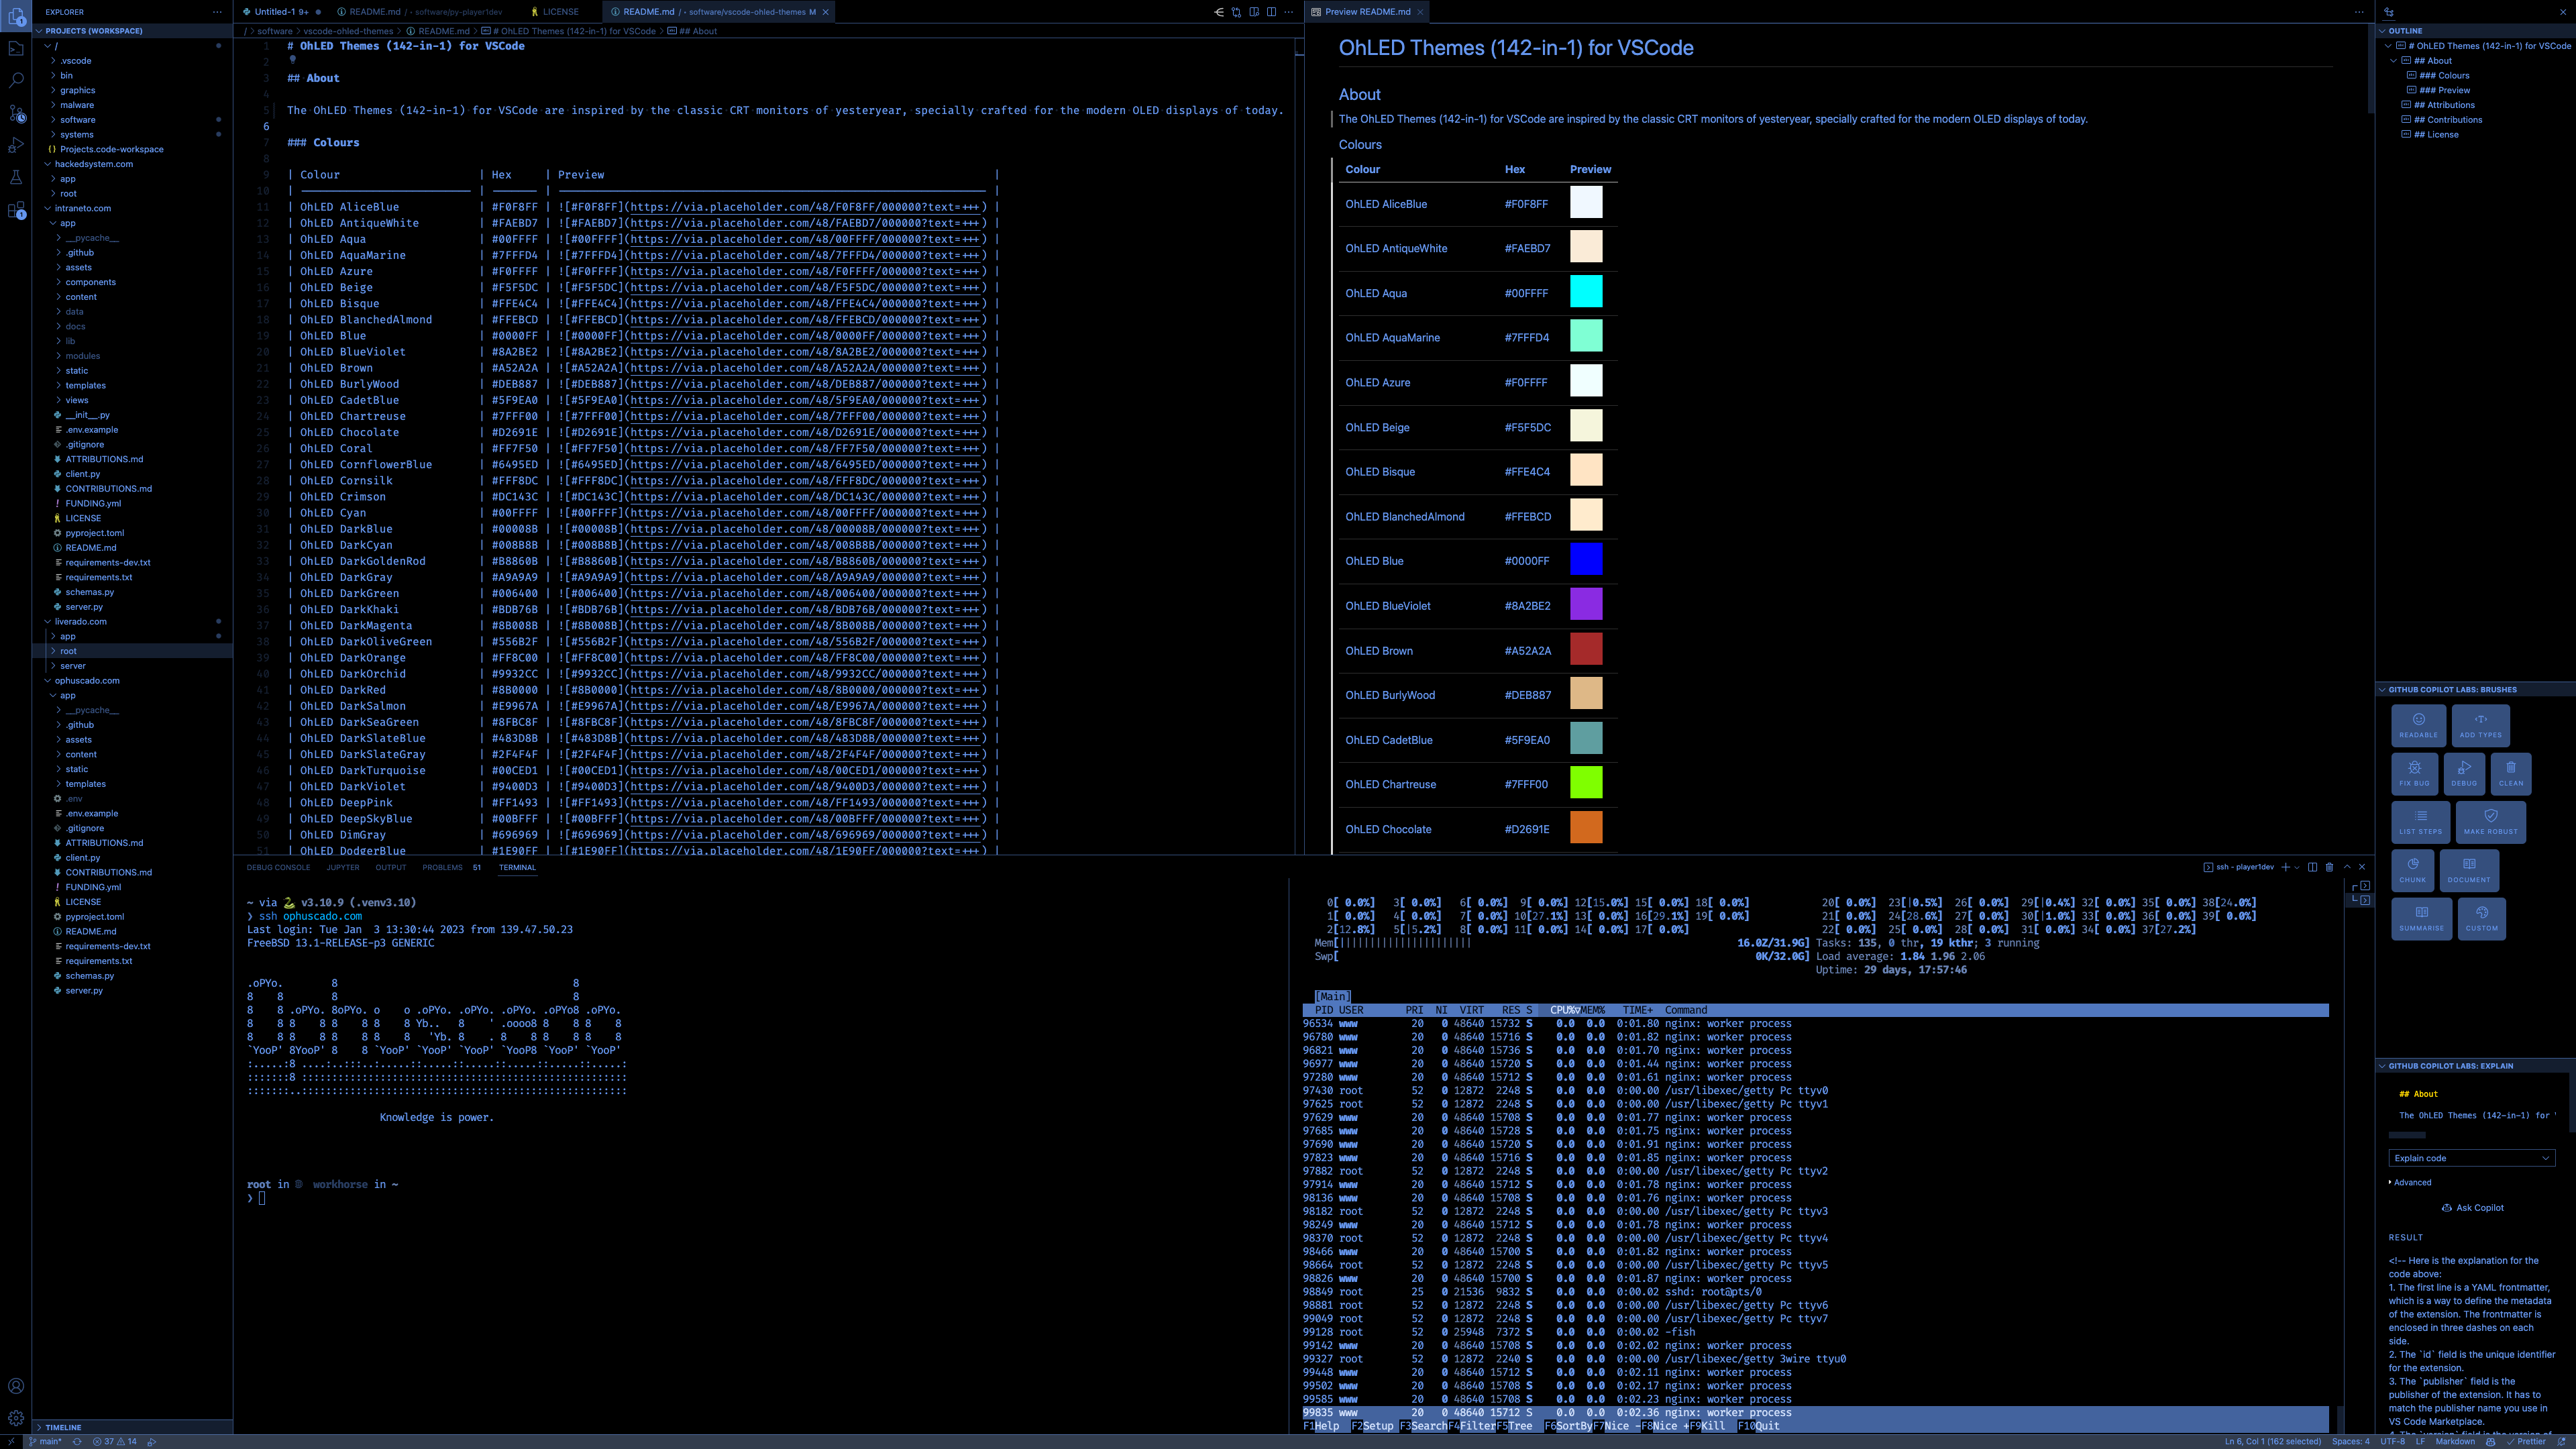 EXPLORER
PROJECTS (WORKSPACE)
/
.vscode
bin
graphics
malware
software
systems
Projects.code-workspace
hackedsystem.com
app
root
intraneto.com
app
__pycache__
.github
assets
components
content
data
docs
lib
modules
static
templates
views
__init__.py
.env.example
.gitignore
ATTRIBUTIONS.md
client.py
CONTRIBUTIONS.md
FUNDING.yml
LICENSE
pyproject.toml
README.md
requirements-dev.txt
requirements.txt
schemas.py
server.py
liverado.com
app
root
server
ophuscado.com
app
__pycache__
.github
assets
content
static
templates
.env
.env.example
.gitignore
ATTRIBUTIONS.md
client.py
CONTRIBUTIONS.md
FUNDING.yml
LICENSE
pyproject.toml
README.md
requirements-dev.txt
requirements.txt
schemas.py
server.py
TIMELINE
Untitled-1 9+
README.md / - software/py-player1dev
LICENSE
README.md / - software/vscode-ohled-themes M
/ > software > vscode-ohled-themes > README.md > # OhLED Themes (142-in-1) for VSCode > ## About
1 # OhLED Themes (142-in-1) for VSCode
2
3 ## About
4
5 The OhLED Themes (142-in-1) for VSCode are inspired by the classic CRT monitors of yesteryear, specially crafted for the modern OLED displays of today.
6
7 ### Colours
8
9 | Colour | Hex | Preview |
10
11 | OhLED AliceBlue | #F0F8FF | ![#F0F8FF](https://via.placeholder.com/48/F0F8FF/000000?text=+++) |
12 | OhLED AntiqueWhite | #FAEBD7 | ![#FAEBD7](https://via.placeholder.com/48/FAEBD7/000000?text=+++) |
13 | OhLED Aqua | #00FFFF | ![#00FFFF](https://via.placeholder.com/48/00FFFF/000000?text=+++) |
14 | OhLED AquaMarine | #7FFFD4 | ![#7FFFD4](https://via.placeholder.com/48/7FFFD4/000000?text=+++) |
15 | OhLED Azure | #F0FFFF | ![#F0FFFF](https://via.placeholder.com/48/F0FFFF/000000?text=+++) |
16 | OhLED Beige | #F5F5DC | ![#F5F5DC](https://via.placeholder.com/48/F5F5DC/000000?text=+++) |
17 | OhLED Bisque | #FFE4C4 | ![#FFE4C4](https://via.placeholder.com/48/FFE4C4/000000?text=+++) |
18 | OhLED BlanchedAlmond | #FFEBCD | ![#FFEBCD](https://via.placeholder.com/48/FFEBCD/000000?text=+++) |
19 | OhLED Blue | #0000FF | ![#0000FF](https://via.placeholder.com/48/0000FF/000000?text=+++) |
20 | OhLED BlueViolet | #8A2BE2 | ![#8A2BE2](https://via.placeholder.com/48/8A2BE2/000000?text=+++) |
21 | OhLED Brown | #A52A2A | ![#A52A2A](https://via.placeholder.com/48/A52A2A/000000?text=+++) |
22 | OhLED BurlyWood | #DEB887 | ![#DEB887](https://via.placeholder.com/48/DEB887/000000?text=+++) |
23 | OhLED CadetBlue | #5F9EA0 | ![#5F9EA0](https://via.placeholder.com/48/5F9EA0/000000?text=+++) |
24 | OhLED Chartreuse | #7FFF00 | ![#7FFF00](https://via.placeholder.com/48/7FFF00/000000?text=+++) |
25 | OhLED Chocolate | #D2691E | ![#D2691E](https://via.placeholder.com/48/D2691E/000000?text=+++) |
26 | OhLED Coral | #FF7F50 | ![#FF7F50](https://via.placeholder.com/48/FF7F50/000000?text=+++) |
27 | OhLED CornflowerBlue | #6495ED | ![#6495ED](https://via.placeholder.com/48/6495ED/000000?text=+++) |
28 | OhLED Cornsilk | #FFF8DC | ![#FFF8DC](https://via.placeholder.com/48/FFF8DC/000000?text=+++) |
29 | OhLED Crimson | #DC143C | ![#DC143C](https://via.placeholder.com/48/DC143C/000000?text=+++) |
30 | OhLED Cyan | #00FFFF | ![#00FFFF](https://via.placeholder.com/48/00FFFF/000000?text=+++) |
31 | OhLED DarkBlue | #00008B | ![#00008B](https://via.placeholder.com/48/00008B/000000?text=+++) |
32 | OhLED DarkCyan | #008B8B | ![#008B8B](https://via.placeholder.com/48/008B8B/000000?text=+++) |
33 | OhLED DarkGoldenRod | #B8860B | ![#B8860B](https://via.placeholder.com/48/B8860B/000000?text=+++) |
34 | OhLED DarkGray | #A9A9A9 | ![#A9A9A9](https://via.placeholder.com/48/A9A9A9/000000?text=+++) |
35 | OhLED DarkGreen | #006400 | ![#006400](https://via.placeholder.com/48/006400/000000?text=+++) |
36 | OhLED DarkKhaki | #BDB76B | ![#BDB76B](https://via.placeholder.com/48/BDB76B/000000?text=+++) |
37 | OhLED DarkMagenta | #8B008B | ![#8B008B](https://via.placeholder.com/48/8B008B/000000?text=+++) |
38 | OhLED DarkOliveGreen | #556B2F | ![#556B2F](https://via.placeholder.com/48/556B2F/000000?text=+++) |
39 | OhLED DarkOrange | #FF8C00 | ![#FF8C00](https://via.placeholder.com/48/FF8C00/000000?text=+++) |
40 | OhLED DarkOrchid | #9932CC | ![#9932CC](https://via.placeholder.com/48/9932CC/000000?text=+++) |
41 | OhLED DarkRed | #8B0000 | ![#8B0000](https://via.placeholder.com/48/8B0000/000000?text=+++) |
42 | OhLED DarkSalmon | #E9967A | ![#E9967A](https://via.placeholder.com/48/E9967A/000000?text=+++) |
43 | OhLED DarkSeaGreen | #8FBC8F | ![#8FBC8F](https://via.placeholder.com/48/8FBC8F/000000?text=+++) |
44 | OhLED DarkSlateBlue | #483D8B | ![#483D8B](https://via.placeholder.com/48/483D8B/000000?text=+++) |
45 | OhLED DarkSlateGray | #2F4F4F | ![#2F4F4F](https://via.placeholder.com/48/2F4F4F/000000?text=+++) |
46 | OhLED DarkTurquoise | #00CED1 | ![#00CED1](https://via.placeholder.com/48/00CED1/000000?text=+++) |
47 | OhLED DarkViolet | #9400D3 | ![#9400D3](https://via.placeholder.com/48/9400D3/000000?text=+++) |
48 | OhLED DeepPink | #FF1493 | ![#FF1493](https://via.placeholder.com/48/FF1493/000000?text=+++) |
49 | OhLED DeepSkyBlue | #00BFFF | ![#00BFFF](https://via.placeholder.com/48/00BFFF/000000?text=+++) |
50 | OhLED DimGray | #696969 | ![#696969](https://via.placeholder.com/48/696969/000000?text=+++) |
51 | OhLED DodgerBlue | #1E90FF | ![#1E90FF](https://via.placeholder.com/48/1E90FF/000000?text=+++) |
Preview README.md
OhLED Themes (142-in-1) for VSCode
About
The OhLED Themes (142-in-1) for VSCode are inspired by the classic CRT monitors of yesteryear, specially crafted for the modern OLED displays of today.
Colours
Colour Hex Preview
OhLED AliceBlue #F0F8FF
OhLED AntiqueWhite #FAEBD7
OhLED Aqua #00FFFF
OhLED AquaMarine #7FFFD4
OhLED Azure #F0FFFF
OhLED Beige #F5F5DC
OhLED Bisque #FFE4C4
OhLED BlanchedAlmond #FFEBCD
OhLED Blue #0000FF
OhLED BlueViolet #8A2BE2
OhLED Brown #A52A2A
OhLED BurlyWood #DEB887
OhLED CadetBlue #5F9EA0
OhLED Chartreuse #7FFF00
OhLED Chocolate #D2691E
OUTLINE
# OhLED Themes (142-in-1) for VSCode
## About
### Colours
### Preview
## Attributions
## Contributions
## License
GITHUB COPILOT LABS: BRUSHES
READABLE ADD TYPES
FIX BUG DEBUG CLEAN
LIST STEPS MAKE ROBUST
CHUNK DOCUMENT
SUMMARISE CUSTOM
GITHUB COPILOT LABS: EXPLAIN
## About
The OhLED Themes (142-in-1) for
Explain code
Advanced
Ask Copilot
RESULT
<!-- Here is the explanation for the
code above:
1. The first line is a YAML frontmatter,
which is a way to define the metadata
of the extension. The frontmatter is
enclosed in three dashes on each
side.
2. The `id` field is the unique identifier
for the extension.
3. The `publisher` field is the
publisher of the extension. It has to
match the publisher name you use in
VS Code Marketplace.
DEBUG CONSOLE JUPYTER OUTPUT PROBLEMS 51 TERMINAL
ssh - player1dev
~ via 🐍 v3.10.9 (.venv3.10)
❯ ssh ophuscado.com
Last login: Tue Jan 3 13:30:44 2023 from 139.47.50.23
FreeBSD 13.1-RELEASE-p3 GENERIC
Knowledge is power.
root in workhorse in ~
❯
0[ 0.0%] 3[ 0.0%] 6[ 0.0%] 9[ 0.0%] 12[15.0%] 15[ 0.0%] 18[ 0.0%] 20[ 0.0%] 23[|0.5%] 26[ 0.0%] 29[|0.4%] 32[ 0.0%] 35[ 0.0%] 38[24.0%]
1[ 0.0%] 4[ 0.0%] 7[ 0.0%] 10[27.1%] 13[ 0.0%] 16[29.1%] 19[ 0.0%] 21[ 0.0%] 24[28.6%] 27[ 0.0%] 30[|1.0%] 33[ 0.0%] 36[ 0.0%] 39[ 0.0%]
2[12.8%] 5[|5.2%] 8[ 0.0%] 11[ 0.0%] 14[ 0.0%] 17[ 0.0%] 22[ 0.0%] 25[ 0.0%] 28[ 0.0%] 31[ 0.0%] 34[ 0.0%] 37[27.2%]
Mem[|||||||||||||||||||||| 16.0Z/31.9G] Tasks: 135, 0 thr, 19 kthr; 3 running
Swp[ 0K/32.0G] Load average: 1.84 1.96 2.06
Uptime: 29 days, 17:57:46
[Main]
PID USER PRI NI VIRT RES S CPU%▽MEM% TIME+ Command
96534 www 20 0 48640 15732 S 0.0 0.0 0:01.80 nginx: worker process
96780 www 20 0 48640 15716 S 0.0 0.0 0:01.82 nginx: worker process
96821 www 20 0 48640 15736 S 0.0 0.0 0:01.70 nginx: worker process
96977 www 20 0 48640 15720 S 0.0 0.0 0:01.44 nginx: worker process
97280 www 20 0 48640 15712 S 0.0 0.0 0:01.61 nginx: worker process
97430 root 52 0 12872 2248 S 0.0 0.0 0:00.00 /usr/libexec/getty Pc ttyv0
97625 root 52 0 12872 2248 S 0.0 0.0 0:00.00 /usr/libexec/getty Pc ttyv1
97629 www 20 0 48640 15708 S 0.0 0.0 0:01.77 nginx: worker process
97685 www 20 0 48640 15728 S 0.0 0.0 0:01.75 nginx: worker process
97690 www 20 0 48640 15720 S 0.0 0.0 0:01.91 nginx: worker process
97823 www 20 0 48640 15716 S 0.0 0.0 0:01.85 nginx: worker process
97882 root 52 0 12872 2248 S 0.0 0.0 0:00.00 /usr/libexec/getty Pc ttyv2
97914 www 20 0 48640 15712 S 0.0 0.0 0:01.78 nginx: worker process
98136 www 20 0 48640 15708 S 0.0 0.0 0:01.76 nginx: worker process
98182 root 52 0 12872 2248 S 0.0 0.0 0:00.00 /usr/libexec/getty Pc ttyv3
98249 www 20 0 48640 15712 S 0.0 0.0 0:01.78 nginx: worker process
98370 root 52 0 12872 2248 S 0.0 0.0 0:00.00 /usr/libexec/getty Pc ttyv4
98466 www 20 0 48640 15700 S 0.0 0.0 0:01.82 nginx: worker process
98664 root 52 0 12872 2248 S 0.0 0.0 0:00.00 /usr/libexec/getty Pc ttyv5
98826 www 20 0 48640 15700 S 0.0 0.0 0:01.87 nginx: worker process
98849 root 25 0 21536 9832 S 0.0 0.0 0:00.02 sshd: root@pts/0
98881 root 52 0 12872 2248 S 0.0 0.0 0:00.00 /usr/libexec/getty Pc ttyv6
99049 root 52 0 12872 2248 S 0.0 0.0 0:00.00 /usr/libexec/getty Pc ttyv7
99128 root 52 0 25948 7372 S 0.0 0.0 0:00.02 -fish
99142 www 20 0 48640 15708 S 0.0 0.0 0:02.02 nginx: worker process
99327 root 52 0 12872 2240 S 0.0 0.0 0:00.00 /usr/libexec/getty 3wire ttyu0
99448 www 20 0 48640 15712 S 0.0 0.0 0:02.11 nginx: worker process
99502 www 20 0 48640 15708 S 0.0 0.0 0:02.17 nginx: worker process
99585 www 20 0 48640 15708 S 0.0 0.0 0:02.23 nginx: worker process
99835 www 20 0 48640 15712 S 0.0 0.0 0:02.36 nginx: worker process
F1Help F2Setup F3SearchF4FilterF5Tree F6SortByF7Nice -F8Nice +F9Kill F10Quit
main* 37 14
Ln 6, Col 1 (162 selected) Spaces: 4 UTF-8 LF Markdown Prettier